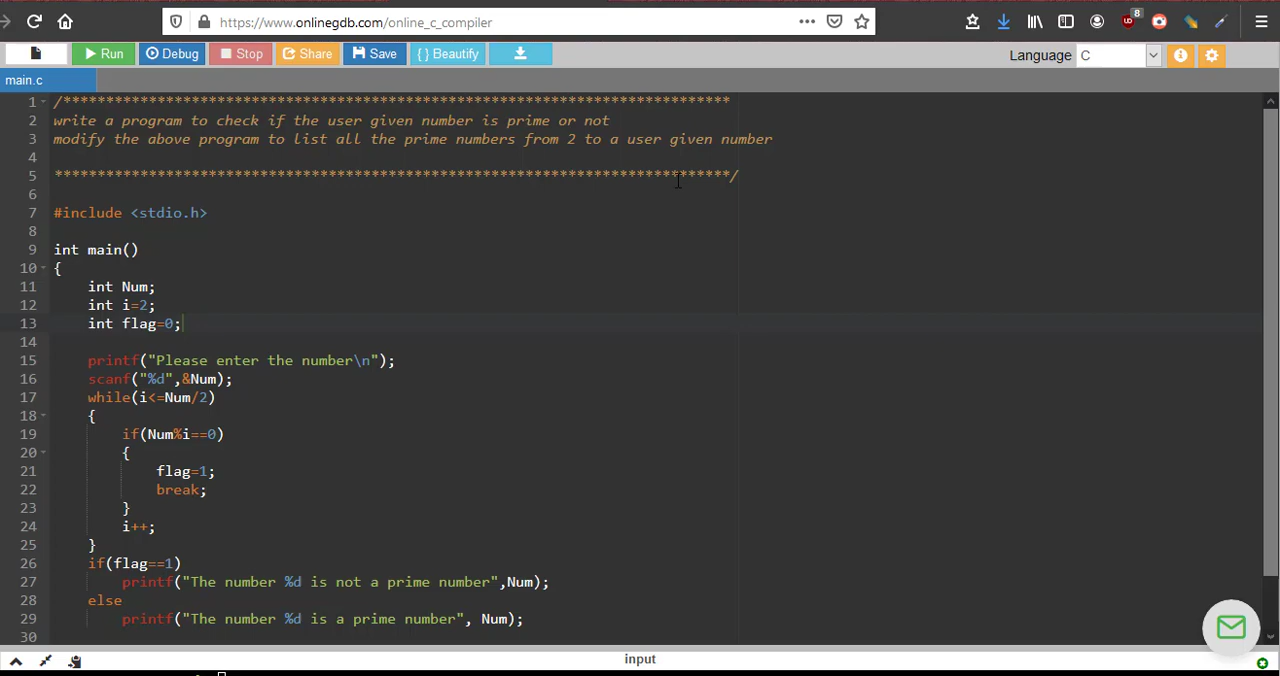 https://www.onlinegdb.com/online_c_compiler
8
Run Debug Stop Share Save { } Beautify Language C
main.c
1 /******************************************************************************
2 write a program to check if the user given number is prime or not
3 modify the above program to list all the prime numbers from 2 to a user given number
4
5 *******************************************************************************/
6
7 #include <stdio.h>
8
9 int main()
10 {
11 int Num;
12 int i=2;
13 int flag=0;
14
15 printf("Please enter the number\n");
16 scanf("%d",&Num);
17 while(i<=Num/2)
18 {
19 if(Num%i==0)
20 {
21 flag=1;
22 break;
23 }
24 i++;
25 }
26 if(flag==1)
27 printf("The number %d is not a prime number",Num);
28 else
29 printf("The number %d is a prime number", Num);
30
input